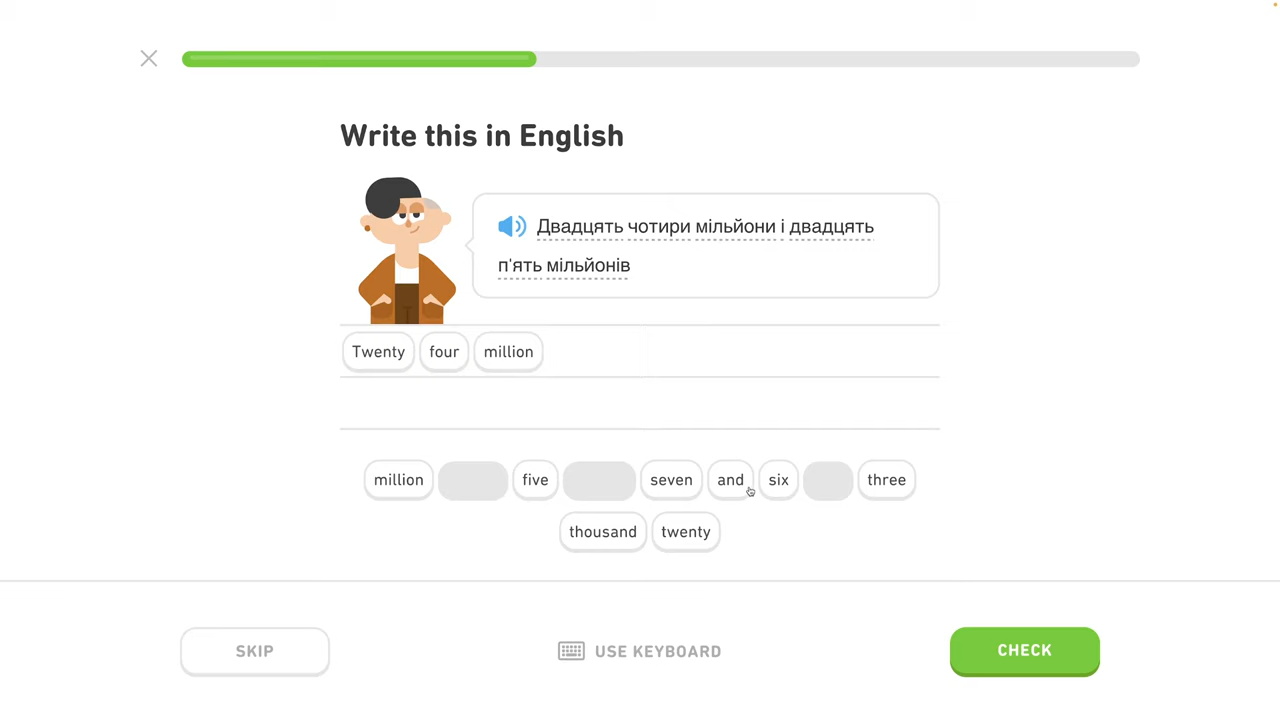 Write this in English
Двадцять чотири мільйони і двадцять
п'ять мільйонів
Twenty four million
million five seven and six three
thousand twenty
SKIP USE KEYBOARD CHECK